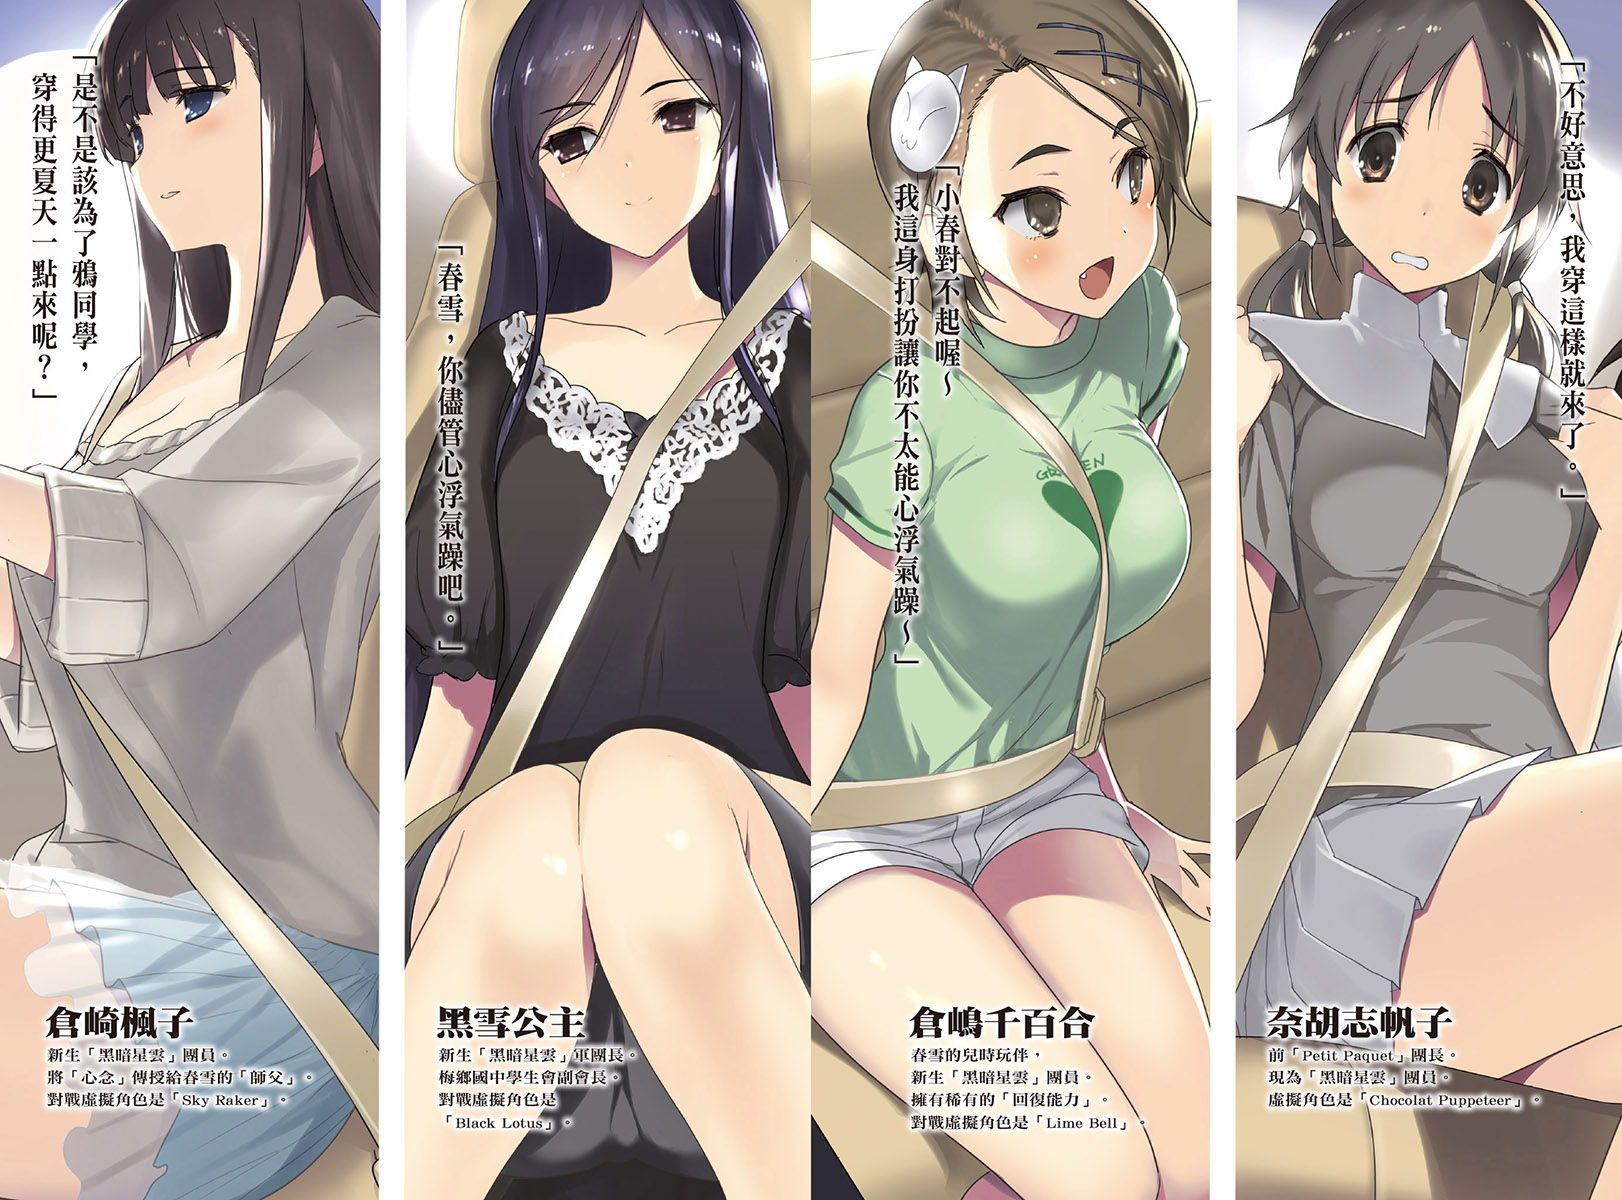 「是不是該為了鴉同學，
穿得更夏天一點來呢？」
倉崎楓子
新生「黑暗星雲」團員。
將「心念」傳授給春雪的「師父」。
對戰虛擬角色是「Sky Raker」。
「春雪，你儘管心浮氣躁吧。」
黑雪公主
新生「黑暗星雲」軍團長。
梅鄉國中學生會副會長。
對戰虛擬角色是
「Black Lotus」。
「小春對不起喔～
我這身打扮讓你不太能心浮氣躁～」
GREEN
倉嶋千百合
春雪的兒時玩伴，
新生「黑暗星雲」團員。
擁有稀有的「回復能力」。
對戰虛擬角色是「Lime Bell」。
「不好意思，我穿這樣就來了。」
奈胡志帆子
前「Petit Paquet」團長。
現為「黑暗星雲」團員。
虛擬角色是「Chocolat Puppeteer」。